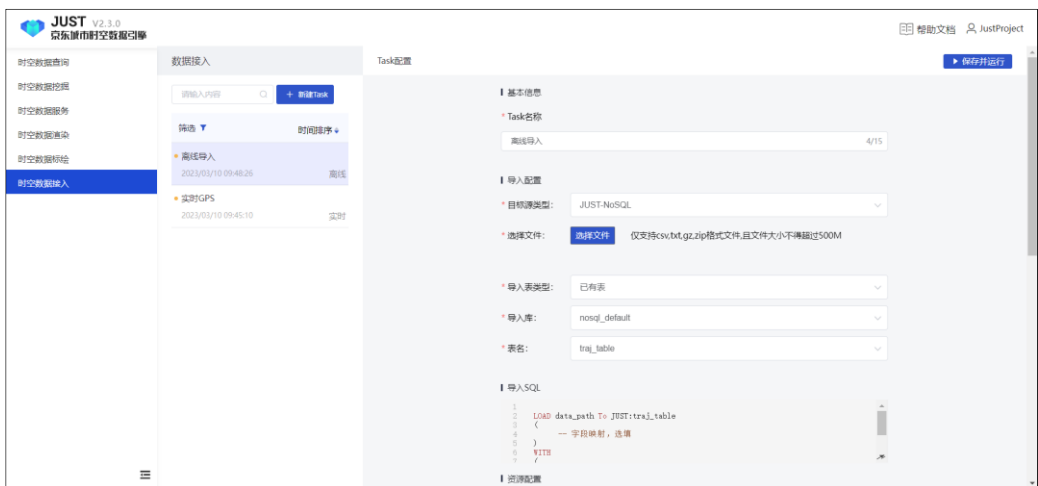 JUST V2.3.0
京东城市时空数据引擎
帮助文档 JustProject
时空数据查询
时空数据挖掘
时空数据服务
时空数据渲染
时空数据标绘
时空数据接入
数据接入
请输入内容
+ 新建Task
筛选 时间排序
离线导入
2023/03/10 09:48:26 离线
实时GPS
2023/03/10 09:45:10 实时
Task配置
保存并运行
基本信息
* Task名称
离线导入 4/15
导入配置
* 目标源类型: JUST-NoSQL
* 选择文件: 选择文件 仅支持csv,txt,gz,zip格式文件,且文件大小不得超过500M
* 导入表类型: 已有表
* 导入库: nosql_default
* 表名: traj_table
导入SQL
1
2 LOAD data_path To JUST:traj_table
3 (
4 -- 字段映射，选填
5 )
6 WITH
7 (
资源配置